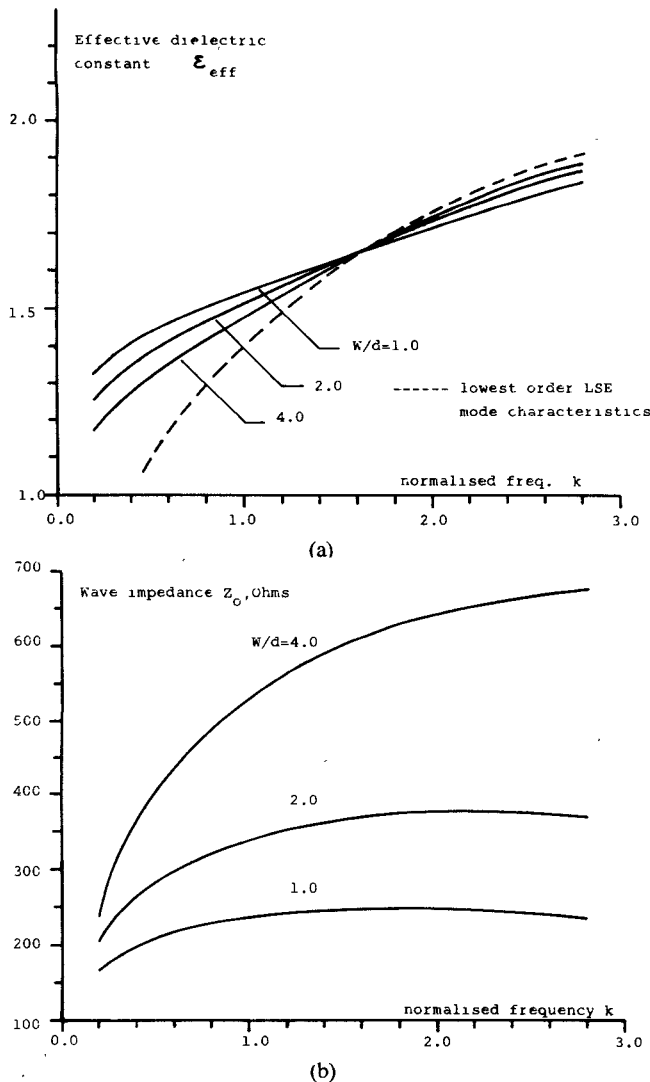 Effective dielectric
constant ε eff
2.0
1.5
1.0
W/d=1.0
2.0
4.0
---- lowest order LSE
mode characteristics
normalised freq. k
0.0 1.0 2.0 3.0
(a)
700
Wave impedance Zo, Ohms
W/d=4.0
600
500
400
2.0
300
1.0
200
normalised frequency k
100
0.0 1.0 2.0 3.0
(b)